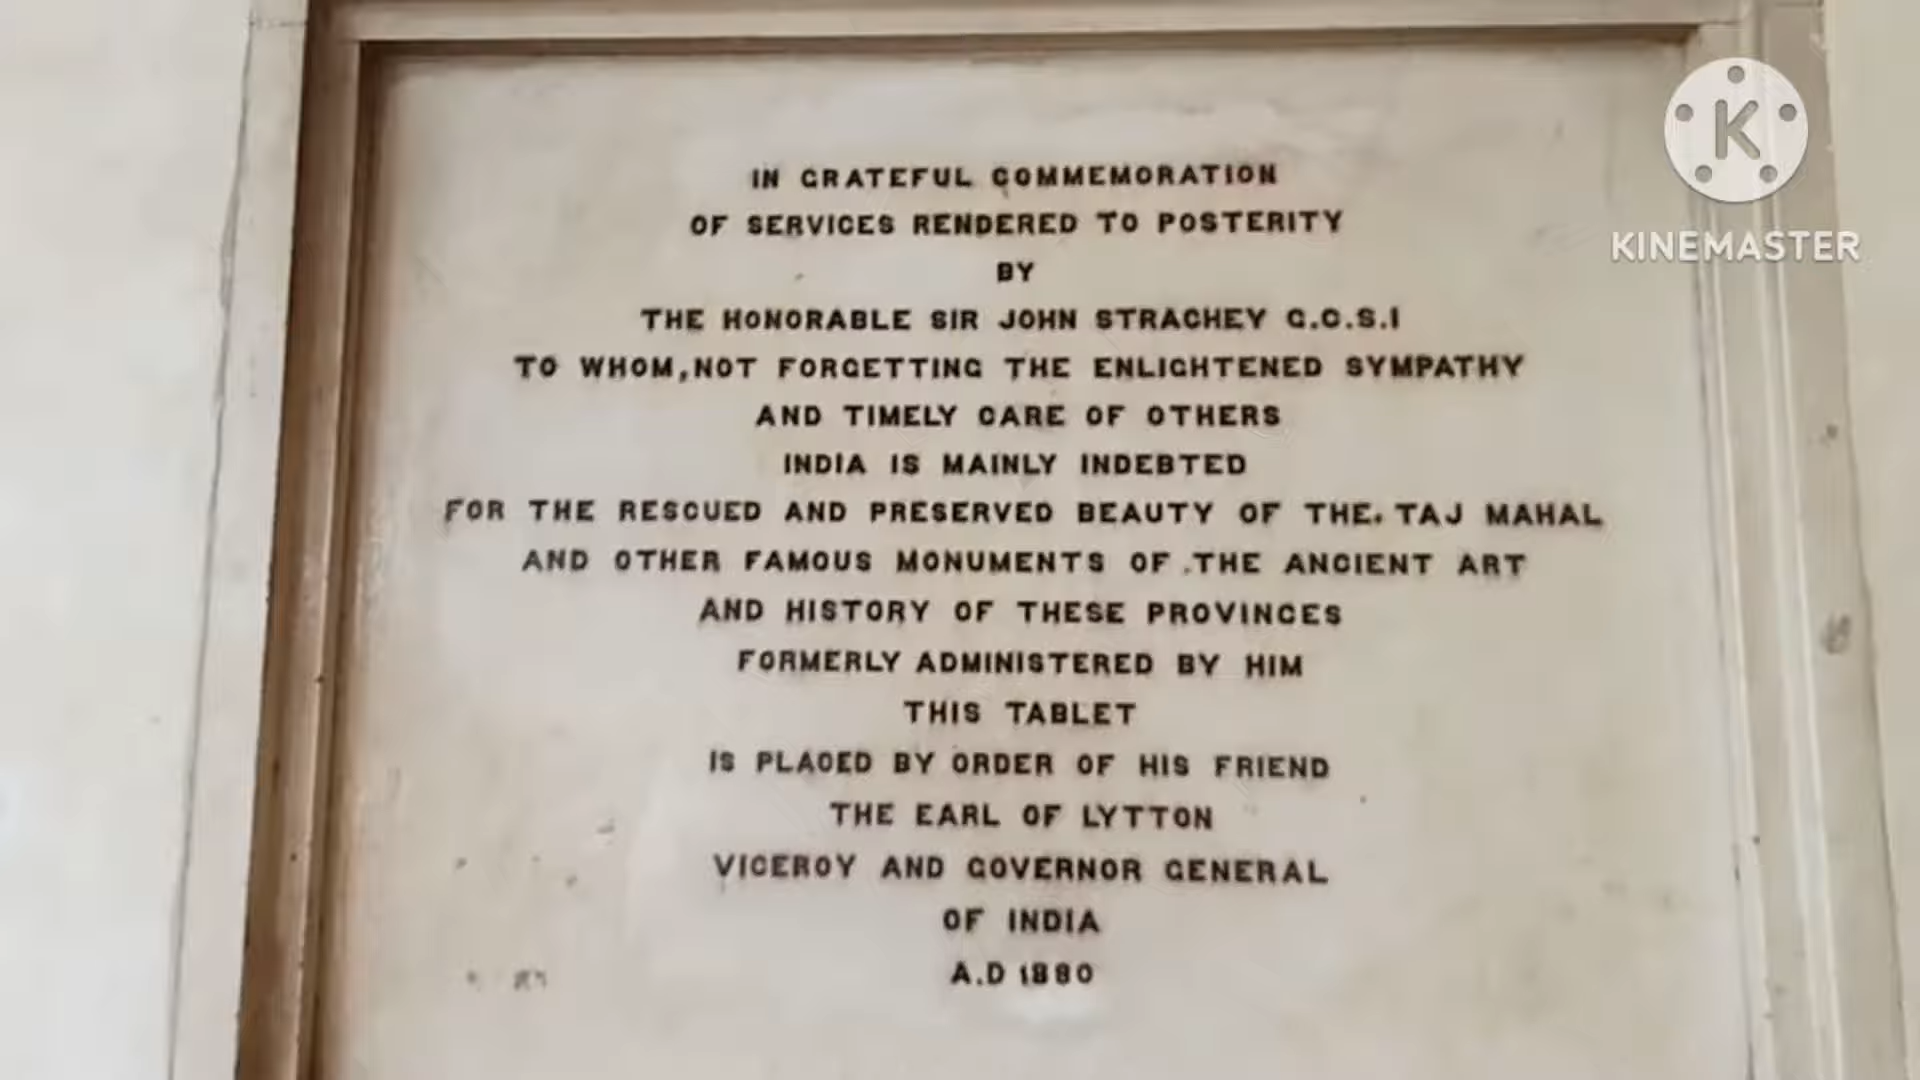 IN GRATEFUL COMMEMORATION
OF SERVICES RENDERED TO POSTERITY
BY
THE HONORABLE SIR JOHN STRACHEY G.C.S.I
TO WHOM, NOT FORGETTING THE ENLIGHTENED SYMPATHY
AND TIMELY CARE OF OTHERS
INDIA IS MAINLY INDEBTED
FOR THE RESCUED AND PRESERVED BEAUTY OF THE TAJ MAHAL
AND OTHER FAMOUS MONUMENTS OF THE ANCIENT ART
AND HISTORY OF THESE PROVINCES
FORMERLY ADMINISTERED BY HIM
THIS TABLET
IS PLACED BY ORDER OF HIS FRIEND
THE EARL OF LYTTON
VICEROY AND GOVERNOR GENERAL
OF INDIA
A.D 1880
K
KINEMASTER